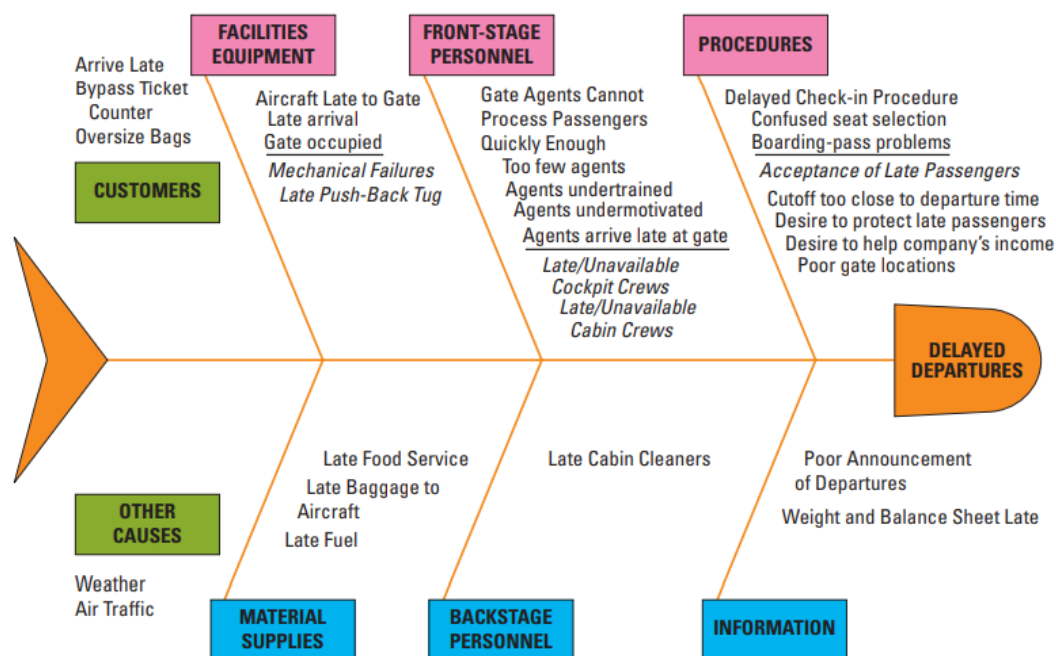 FACILITIES
EQUIPMENT
FRONT-STAGE
PERSONNEL
PROCEDURES
Arrive Late
Bypass Ticket
Counter
Oversize Bags
CUSTOMERS
Aircraft Late to Gate
Late arrival
Gate occupied
Mechanical Failures
Late Push-Back Tug
Gate Agents Cannot
Process Passengers
Quickly Enough
Too few agents
Agents undertrained
Agents undermotivated
Agents arrive late at gate
Late/Unavailable
Cockpit Crews
Late/Unavailable
Cabin Crews
Delayed Check-in Procedure
Confused seat selection
Boarding-pass problems
Acceptance of Late Passengers
Cutoff too close to departure time
Desire to protect late passengers
Desire to help company's income
Poor gate locations
DELAYED
DEPARTURES
OTHER
CAUSES
Weather
Air Traffic
Late Food Service
Late Baggage to
Aircraft
Late Fuel
Late Cabin Cleaners
Poor Announcement
of Departures
Weight and Balance Sheet Late
MATERIAL
SUPPLIES
BACKSTAGE
PERSONNEL
INFORMATION